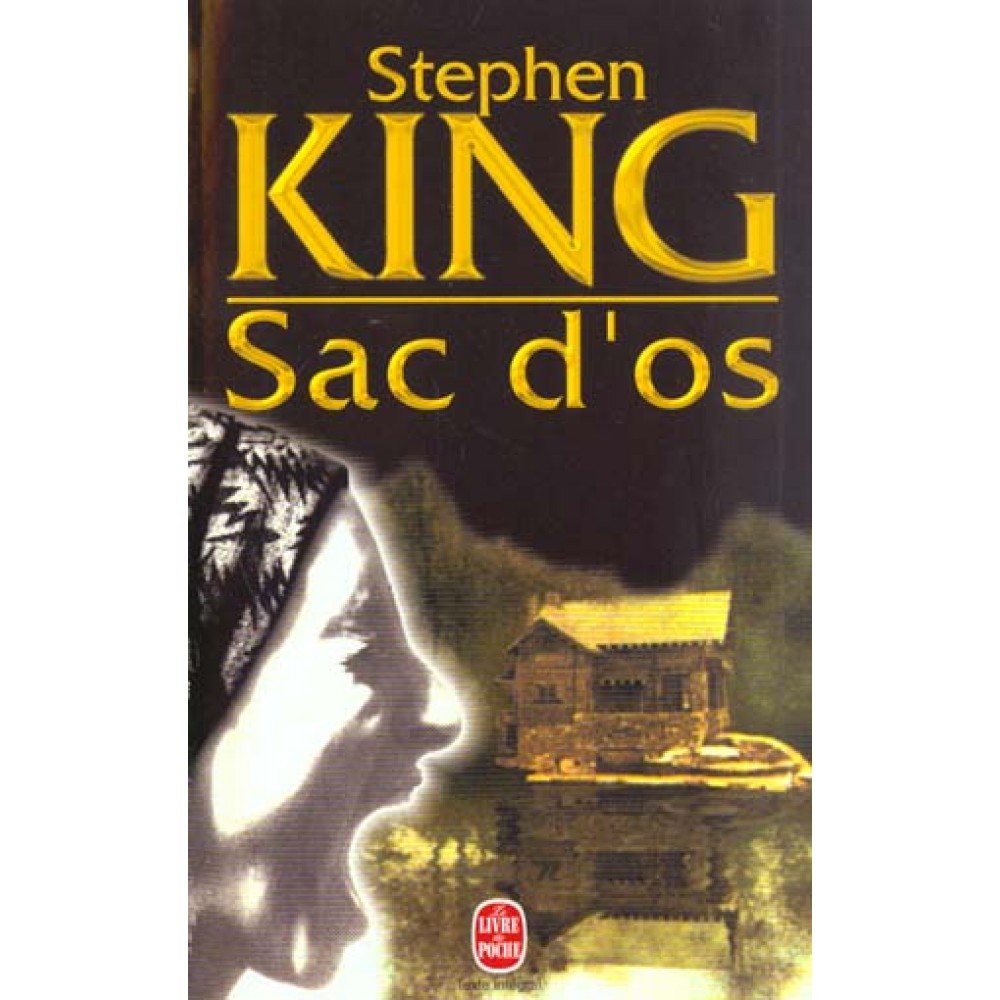 Stephen
KING
Sac d'os
Le
LIVRE
de
POCHE
Texte intégral